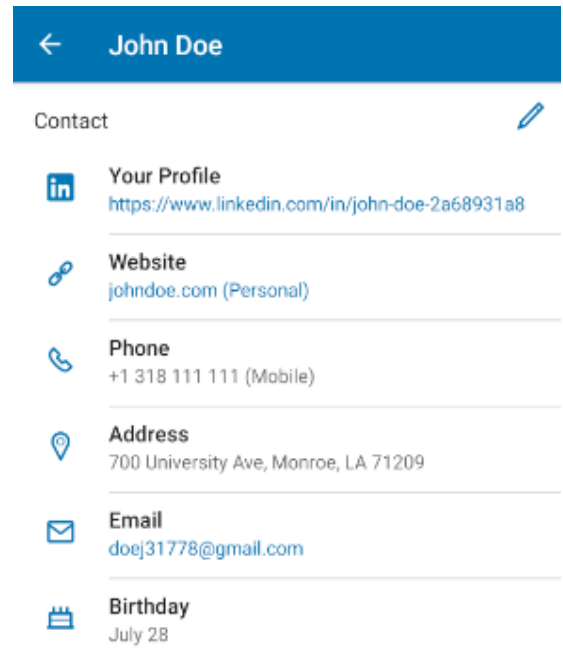 John Doe
Contact
in
Your Profile
https://www.linkedin.com/in/john-doe-2a68931a8
Website
johndoe.com (Personal)
Phone
+1 318 111 111 (Mobile)
Address
700 University Ave, Monroe, LA 71209
Email
doej31778@gmail.com
Birthday
July 28